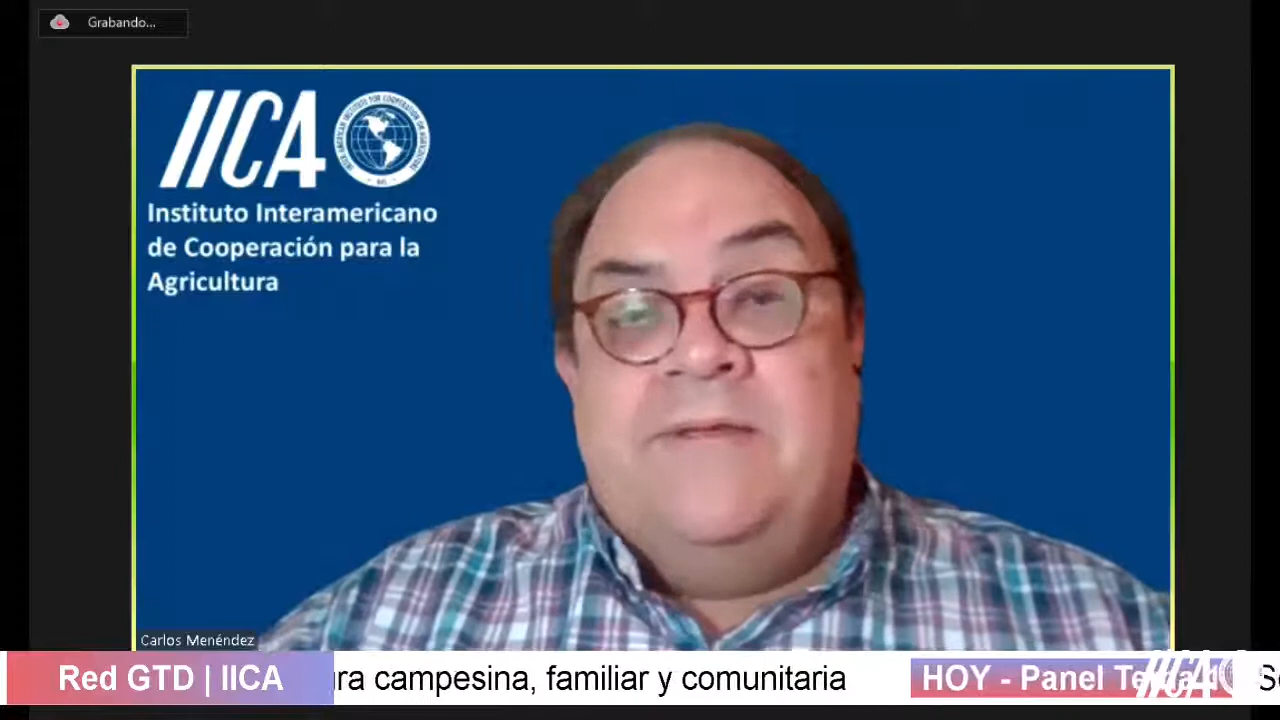 Grabando...
IICA
Instituto Interamericano
de Cooperación para la
Agricultura
Carlos Menéndez
Red GTD | IICA
ra campesina, familiar y comunitaria
HOY - Panel